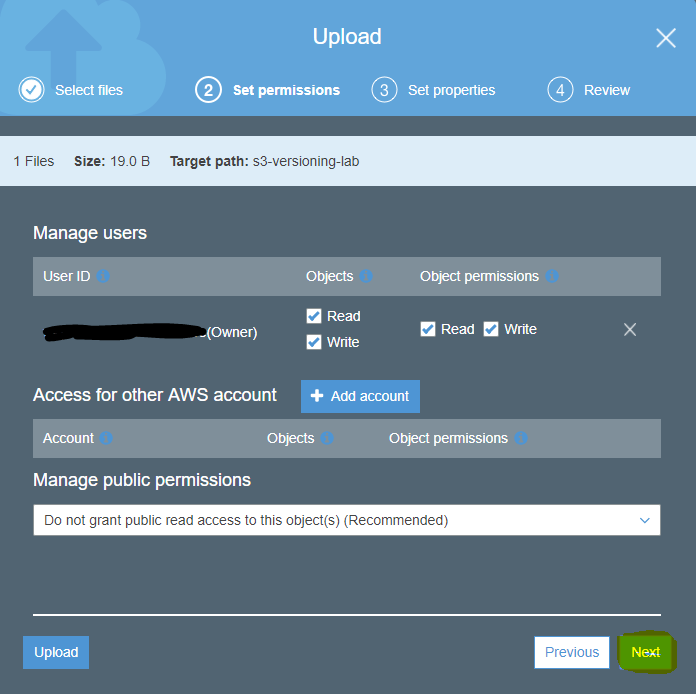 Upload
Select files 2 Set permissions 3 Set properties 4 Review
1 Files Size: 19.0 B Target path: s3-versioning-lab
Manage users
User ID Objects Object permissions
(Owner) Read Read Write
Write
Access for other AWS account Add account
Account Objects Object permissions
Manage public permissions
Do not grant public read access to this object(s) (Recommended)
Upload Previous Next